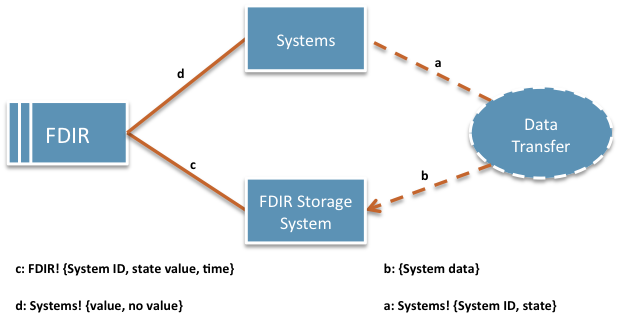 Systems
a
d
FDIR
Data
Transfer
c
b
FDIR Storage
System
c: FDIR! {System ID, state value, time}
b: {System data}
d: Systems! {value, no value}
a: Systems! {System ID, state}